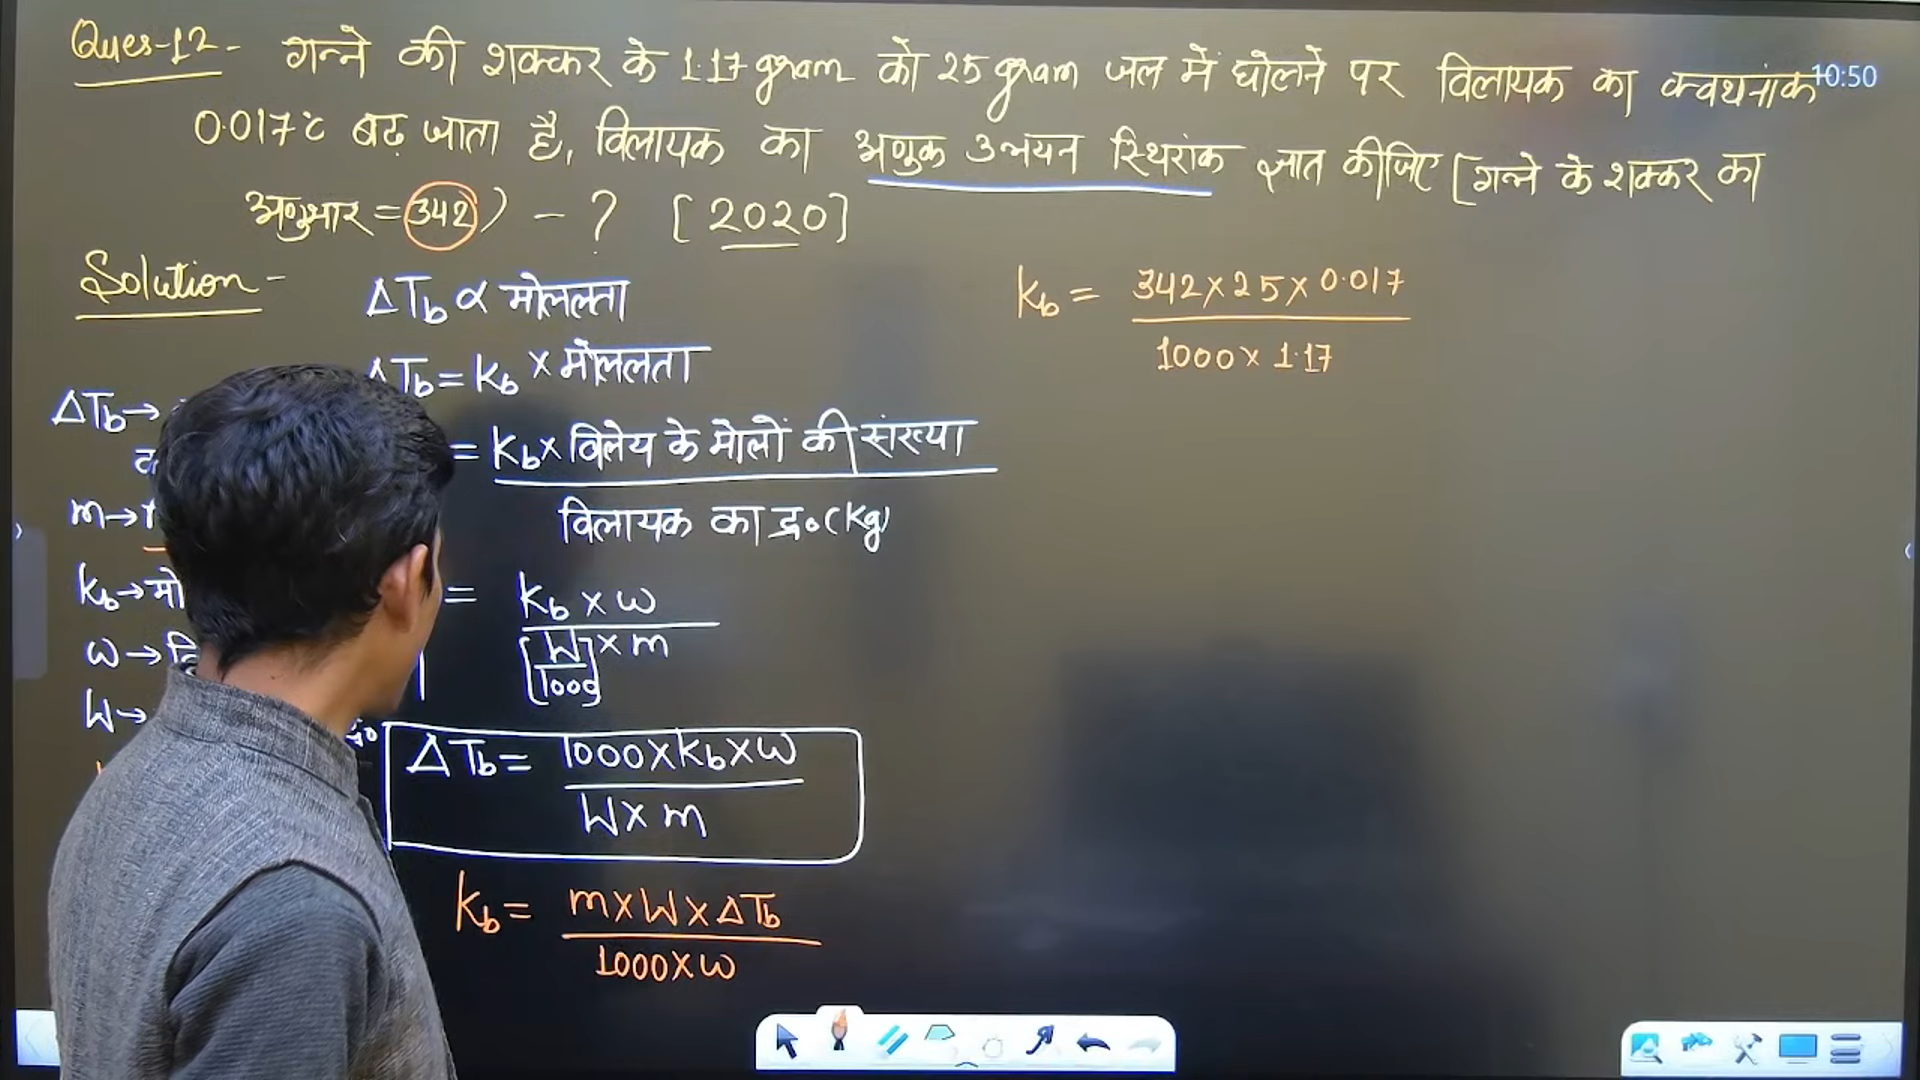 Ques-12- गन्ने की शक्कर के 1.17 gram को 25 gram जल में घोलने पर विलायक का क्वथनांक
10:50
0.017°C बढ़ जाता है, विलायक का अणुक उन्नयन स्थिरांक ज्ञात कीजिए [गन्ने के शक्कर का
अणुभार = 342) - ? [2020]
Solution -
ΔTb ∝ मोललता
ΔTb = Kb × मोललता
= Kb× विलेय के मोलों की संख्या
विलायक का द्र०(Kg)
= Kb × w
[W/1000] × m
ΔTb = 1000×Kb×w
W× m
Kb = m×W×ΔTb
1000×w
ΔTb→
m→
Kb→मो
w→
W→
Kb = 342×25×0.017
1000×1.17